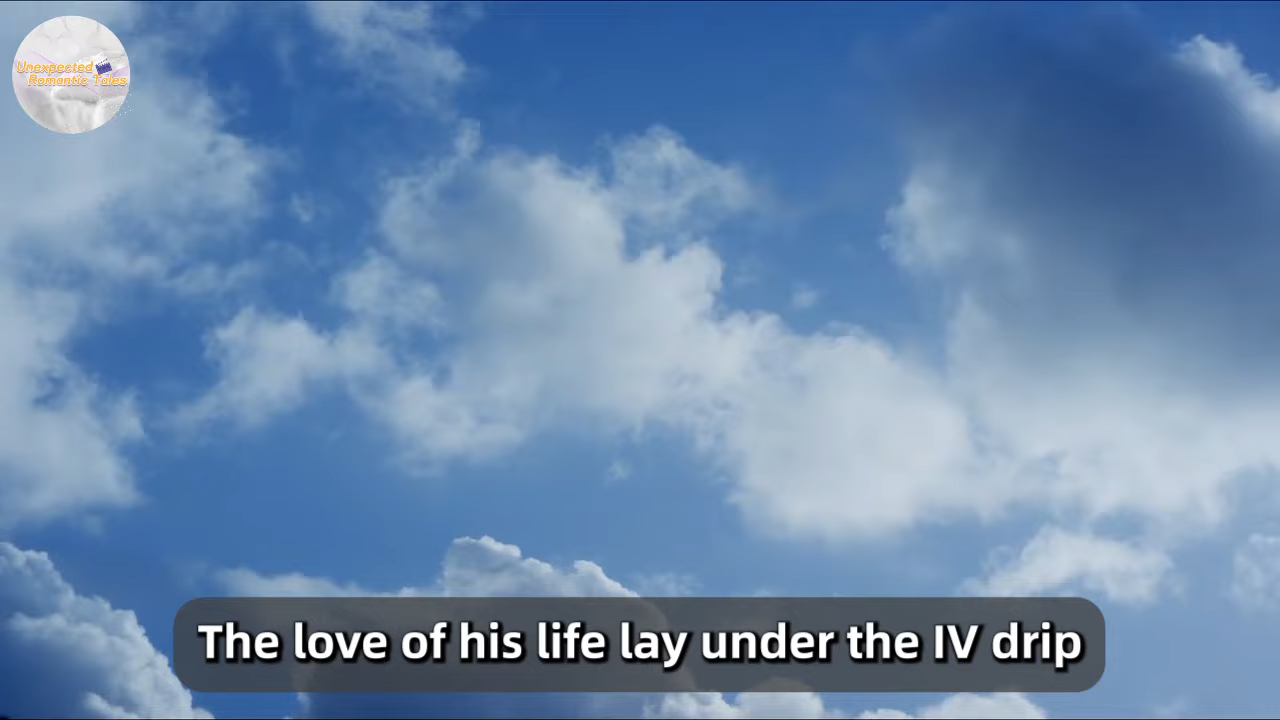 Unexpected
Romantic Tales
The love of his life lay under the IV drip